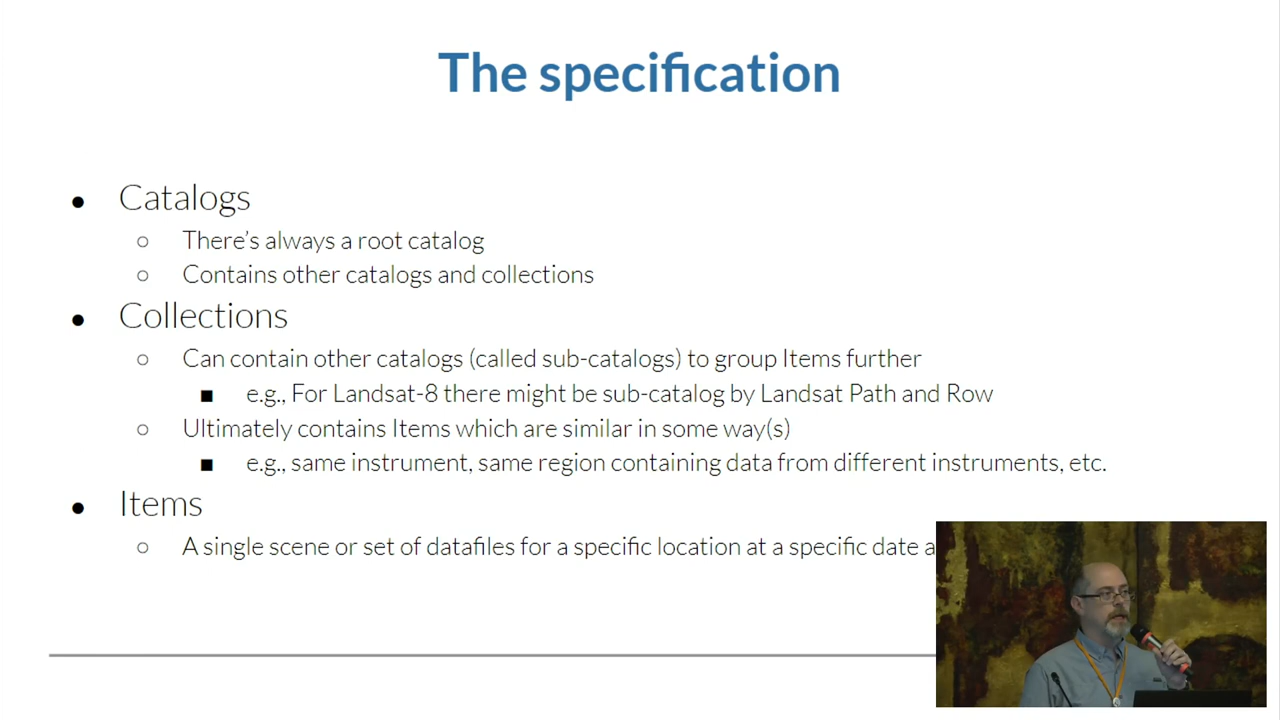 The specification
● Catalogs
○ There's always a root catalog
○ Contains other catalogs and collections
● Collections
○ Can contain other catalogs (called sub-catalogs) to group Items further
■ e.g., For Landsat-8 there might be sub-catalog by Landsat Path and Row
○ Ultimately contains Items which are similar in some way(s)
■ e.g., same instrument, same region containing data from different instruments, etc.
● Items
○ A single scene or set of datafiles for a specific location at a specific date a